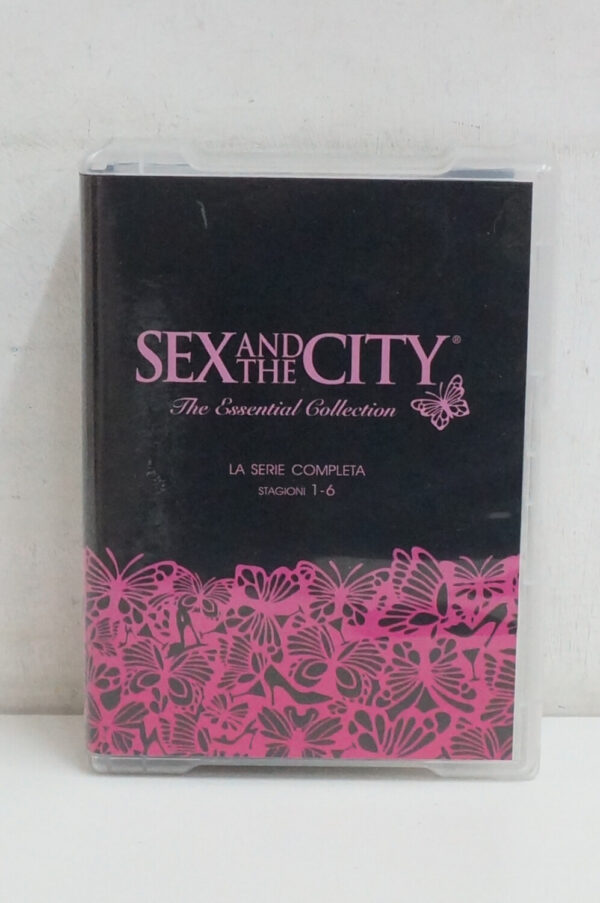 SEX AND THE CITY®
The Essential Collection
LA SERIE COMPLETA
STAGIONI 1-6